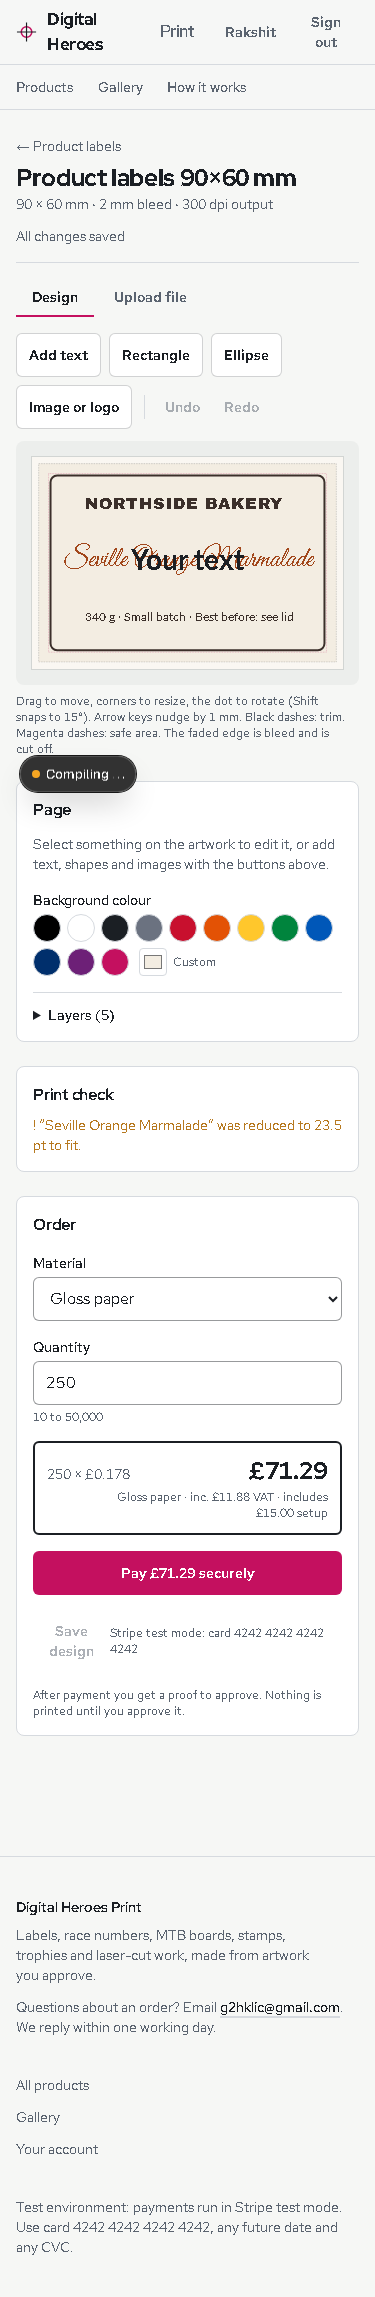 Digital Heroes Print Rakshit Sign out
Products Gallery How it works
← Product labels
Product labels 90×60 mm
90 × 60 mm · 2 mm bleed · 300 dpi output
All changes saved
Design Upload file
Add text Rectangle Ellipse
Image or logo Undo Redo
NORTHSIDE BAKERY
Seville Orange Marmalade
Your text
340 g · Small batch · Best before: see lid
Drag to move, corners to resize, the dot to rotate (Shift
snaps to 15°). Arrow keys nudge by 1 mm. Black dashes: trim.
Magenta dashes: safe area. The faded edge is bleed and is
cut off.
Compiling ...
Page
Select something on the artwork to edit it, or add
text, shapes and images with the buttons above.
Background colour
Custom
▶ Layers (5)
Print check
! “Seville Orange Marmalade” was reduced to 23.5
pt to fit.
Order
Material
Gloss paper
Quantity
250
10 to 50,000
250 × £0.178 £71.29
Gloss paper · inc. £11.88 VAT · includes
£15.00 setup
Pay £71.29 securely
Save design
Stripe test mode: card 4242 4242 4242
4242
After payment you get a proof to approve. Nothing is
printed until you approve it.
Digital Heroes Print
Labels, race numbers, MTB boards, stamps,
trophies and laser-cut work, made from artwork
you approve.
Questions about an order? Email g2hklic@gmail.com.
We reply within one working day.
All products
Gallery
Your account
Test environment: payments run in Stripe test mode.
Use card 4242 4242 4242 4242, any future date and
any CVC.